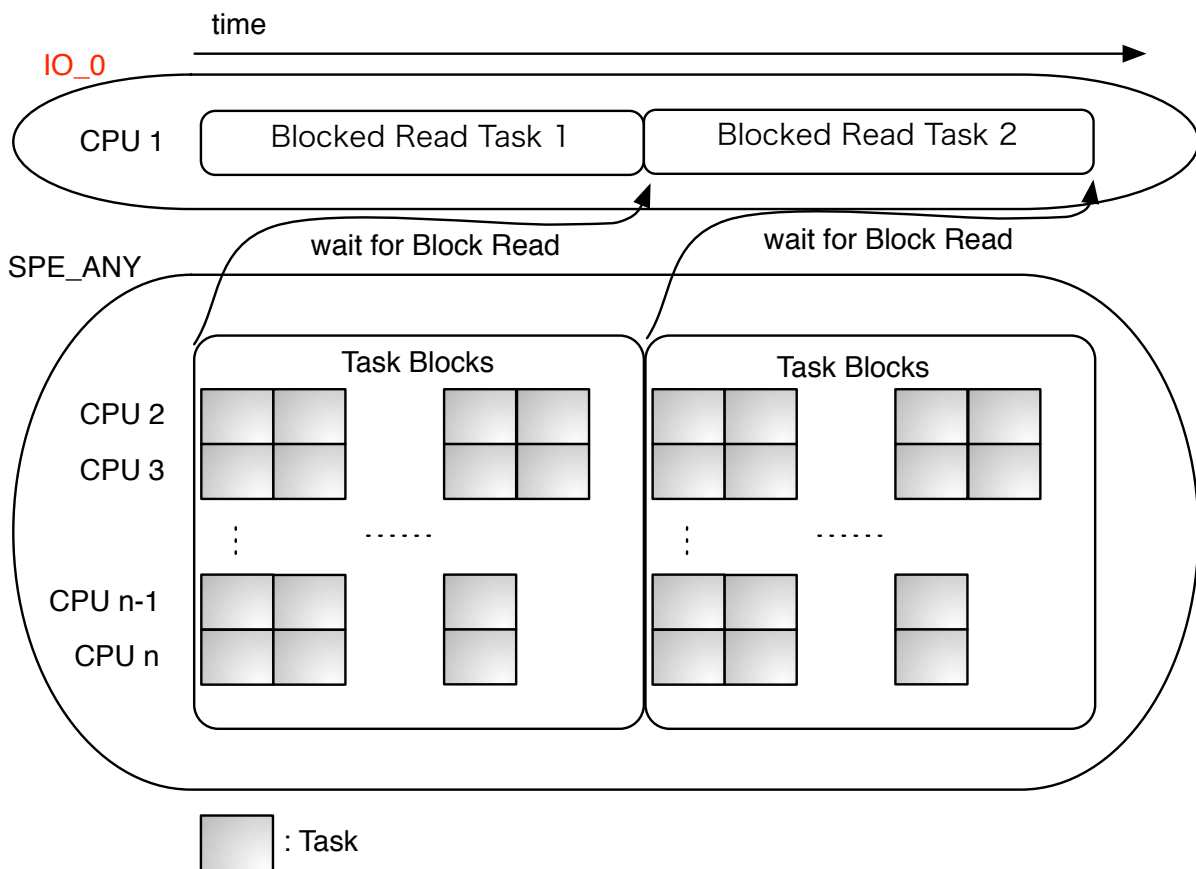 time
IO_0
CPU 1
Blocked Read Task 1
Blocked Read Task 2
wait for Block Read
wait for Block Read
SPE_ANY
Task Blocks
Task Blocks
CPU 2
CPU 3
CPU n-1
CPU n
: Task